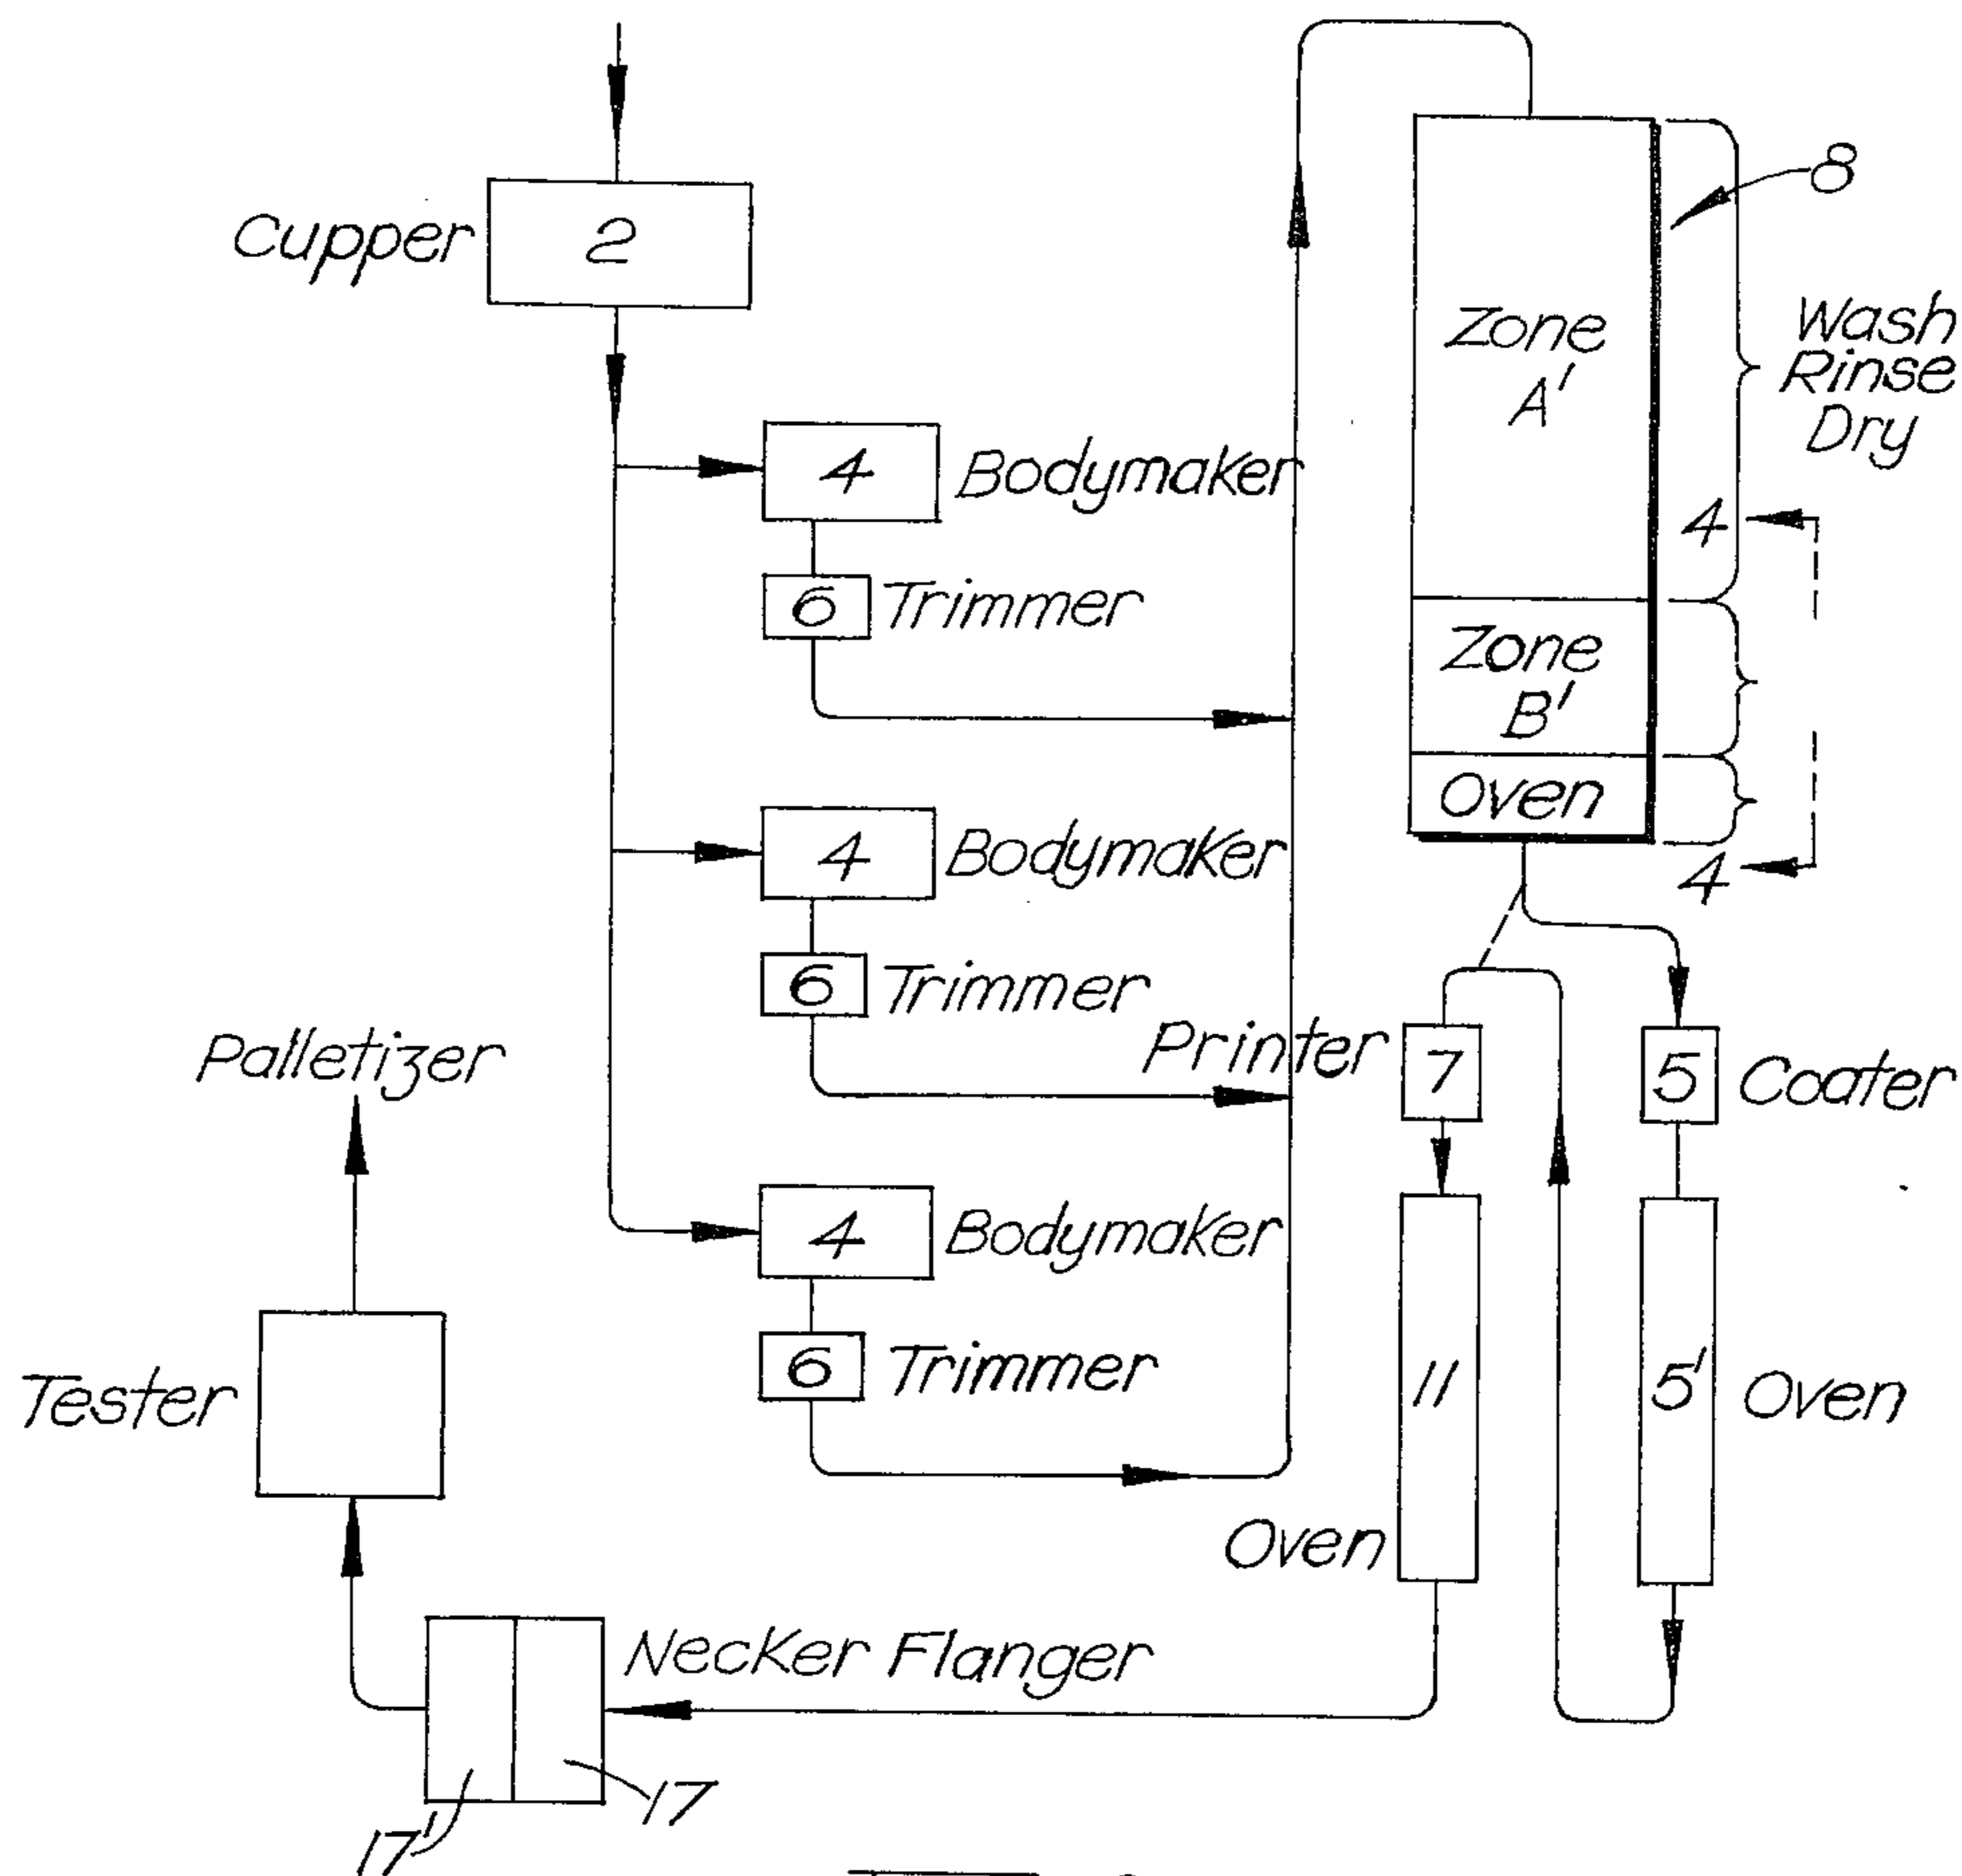 8
Cupper
2
Zone
A'
Wash
Rinse
Dry
4 Bodymaker
4
6 Trimmer
Zone
B'
Oven
4 Bodymaker
4
6 Trimmer
Palletizer
Printer
7
5
Coater
4 Bodymaker
6 Trimmer
Tester
11
5'
Oven
Oven
Necker Flanger
17
17'